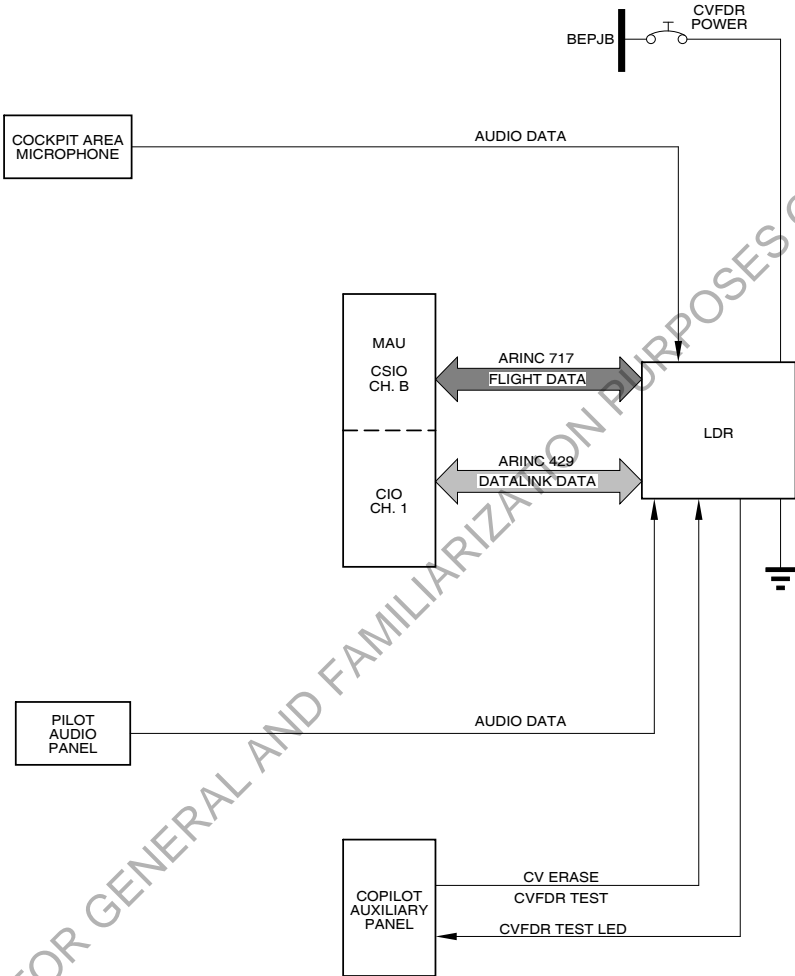 CVFDR
POWER
BEPJB
COCKPIT AREA
MICROPHONE
AUDIO DATA
MAU
CSIO
CH. B
ARINC 717
FLIGHT DATA
LDR
CIO
CH. 1
ARINC 429
DATALINK DATA
PILOT
AUDIO
PANEL
AUDIO DATA
COPILOT
AUXILIARY
PANEL
CV ERASE
CVFDR TEST
CVFDR TEST LED
FOR GENERAL AND FAMILIARIZATION PURPOSES